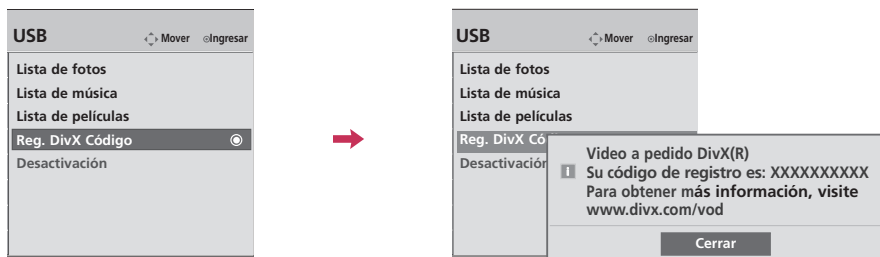 USB
Mover
Ingresar
Lista de fotos
Lista de música
Lista de películas
Reg. DivX Código
Desactivación
USB
Mover
Ingresar
Lista de fotos
Lista de música
Lista de películas
Reg. DivX Có
Desactivación
Video a pedido DivX(R)
Su código de registro es: XXXXXXXXXX
Para obtener más información, visite
www.divx.com/vod
Cerrar